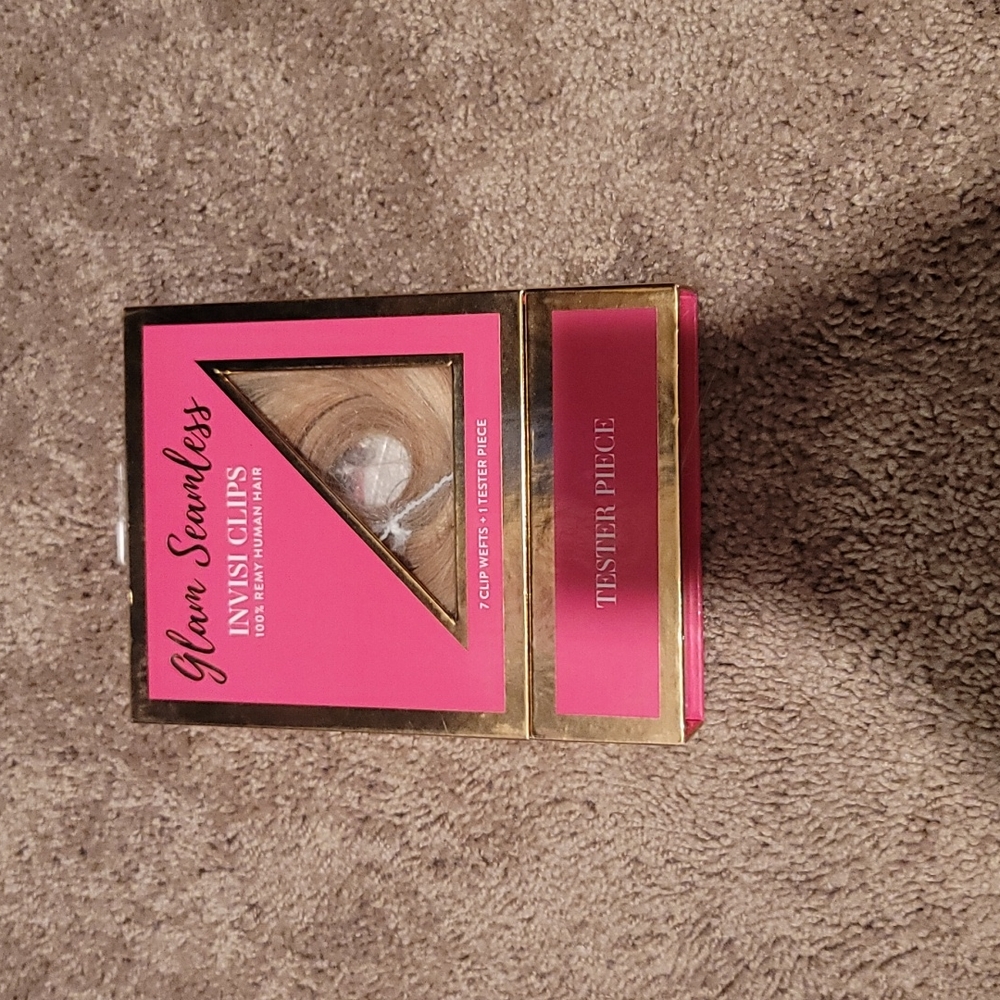 Glam Seamless
INVISI CLIPS
100% REMY HUMAN HAIR
7 CLIP WEFTS + 1 TESTER PIECE
TESTER PIECE